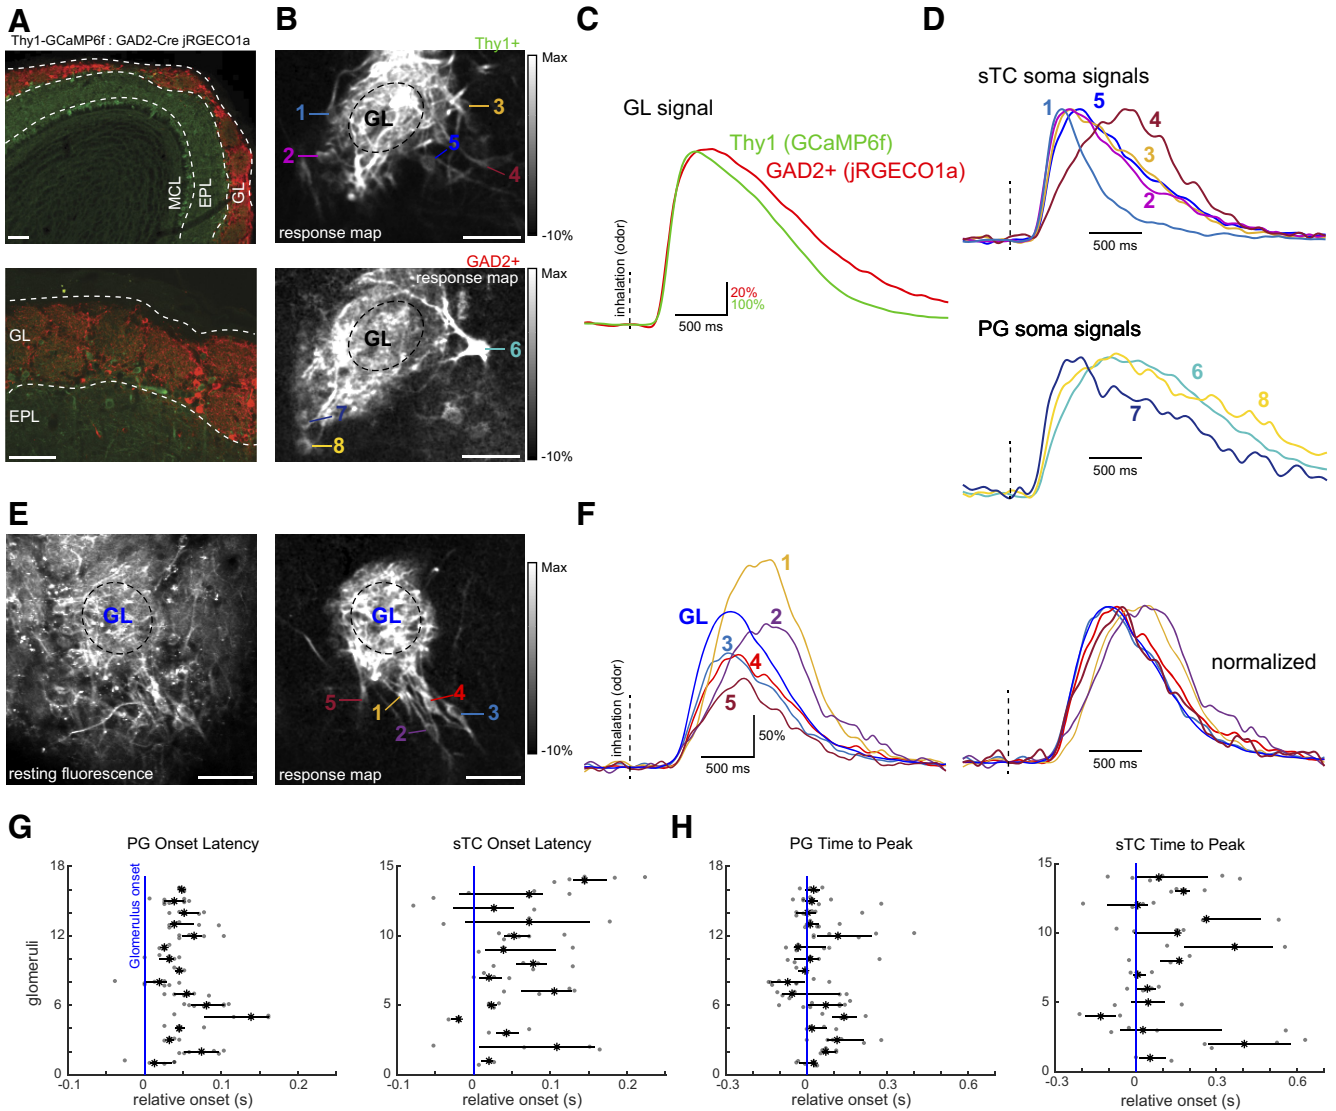 A
Thy1-GCaMP6f : GAD2-Cre jRGECO1a
MCL
EPL
GL
GL
EPL
B
Thy1+
GL
1
2
3
4
5
response map
Max
-10%
GAD2+
response map
GL
6
7
8
Max
-10%
C
GL signal
Thy1 (GCaMP6f)
GAD2+ (jRGECO1a)
inhalation (odor)
20%
100%
500 ms
D
sTC soma signals
1
5
4
3
2
500 ms
PG soma signals
6
8
7
500 ms
E
GL
resting fluorescence
GL
5
1
2
4
3
response map
Max
-10%
F
GL
1
2
3
4
5
inhalation (odor)
50%
500 ms
normalized
500 ms
G
PG Onset Latency
Glomerulus onset
glomeruli
18
12
6
0
-0.1
0
0.1
0.2
relative onset (s)
sTC Onset Latency
15
10
5
0
-0.1
0
0.1
0.2
relative onset (s)
H
PG Time to Peak
18
12
6
0
-0.3
0
0.3
0.6
relative onset (s)
sTC Time to Peak
15
10
5
0
-0.3
0
0.3
0.6
relative onset (s)